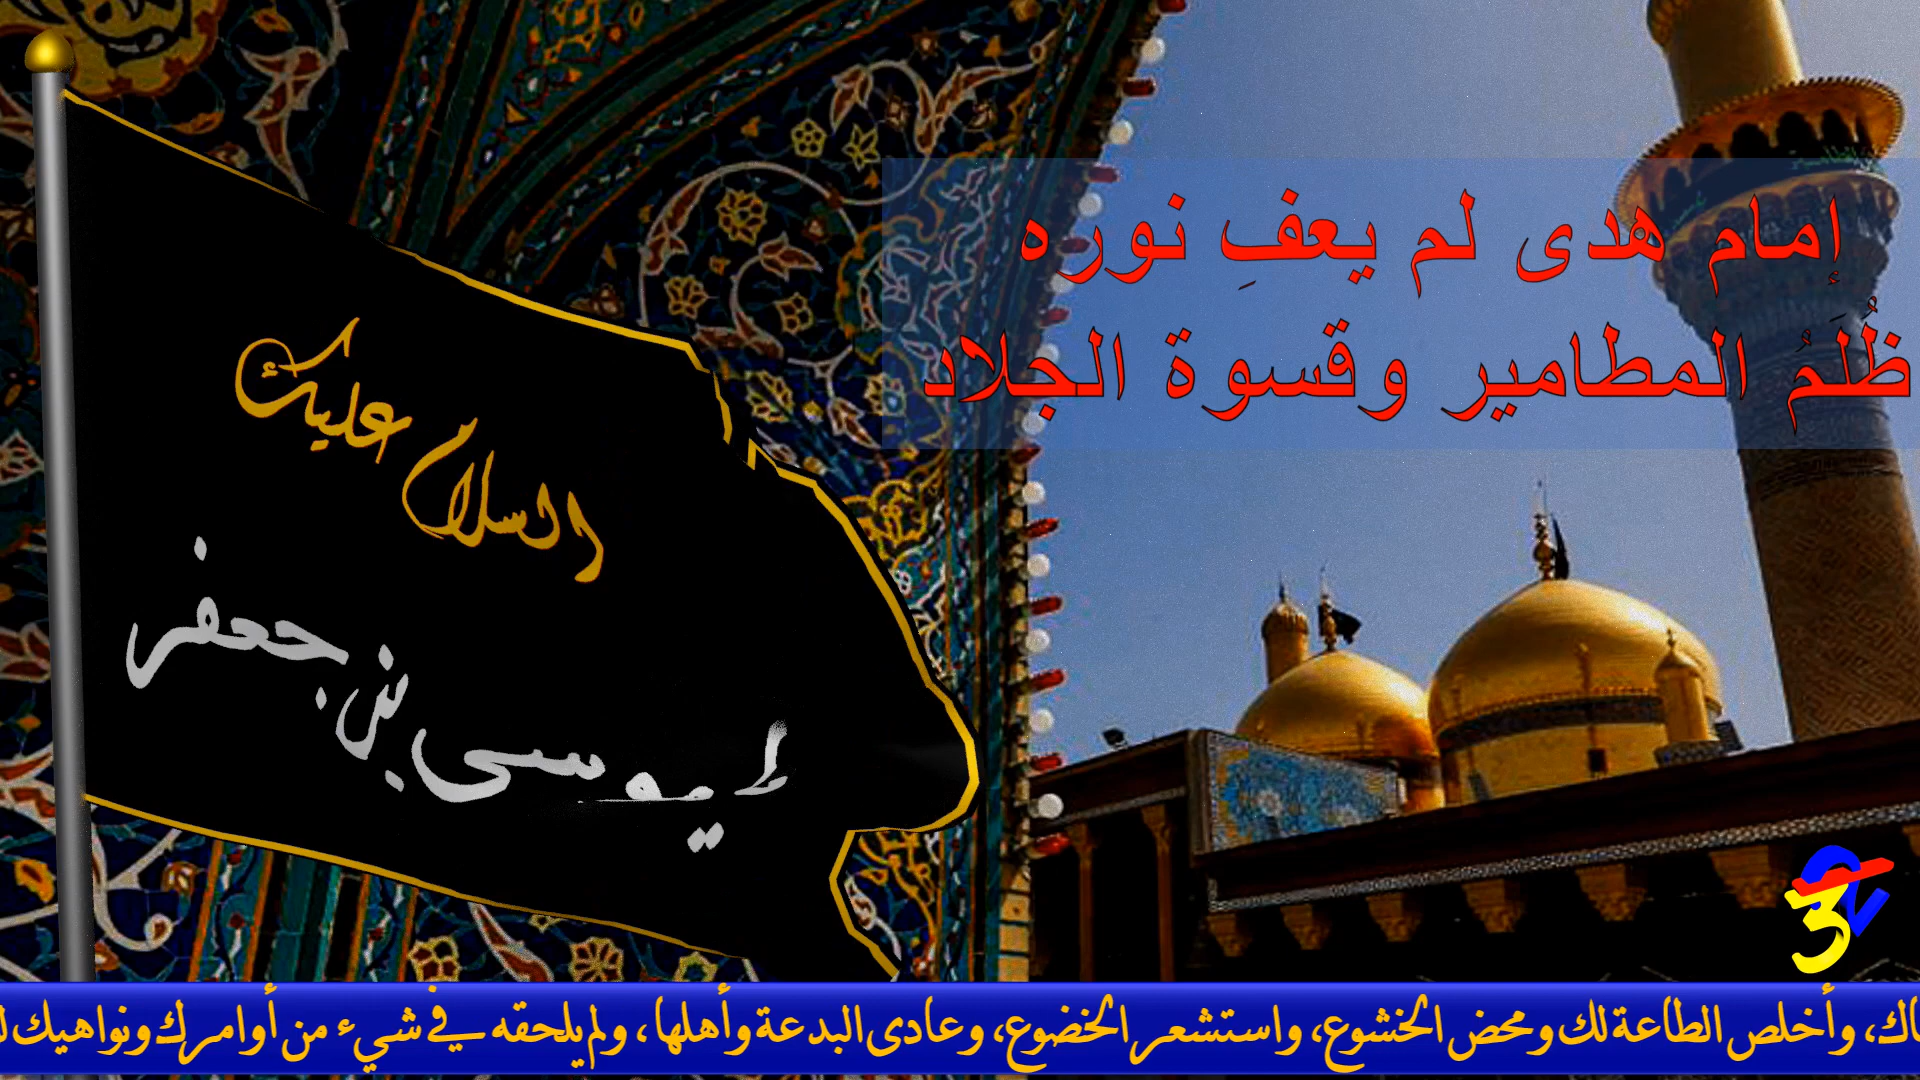 إمام هدى لم يعفِ نوره
ظُلَمُ المطامير وقسوة الجلاد
السلام عليك
يا موسى بن جعفر
وأخلص الطاعة لك ومحض الخشوع، واستشعر الخضوع، وعادى البدعة وأهلها، ولم يلحقه في شيء من أوامرك ونواهيك